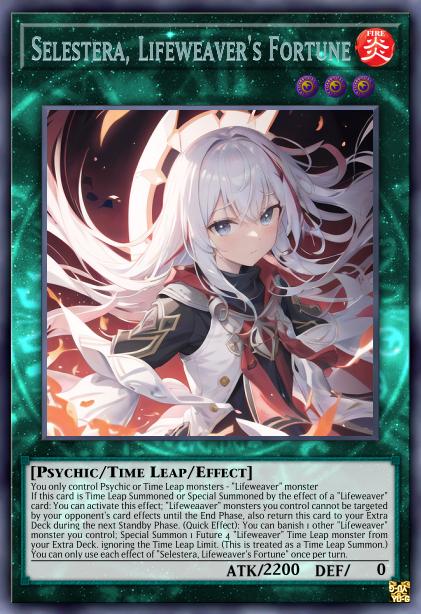 Selestera, Lifeweaver's Fortune
FIRE
炎
[Psychic/Time Leap/Effect]
You only control Psychic or Time Leap monsters - "Lifeweaver" monster
If this card is Time Leap Summoned or Special Summoned by the effect of a "Lifeweaver"
card: You can activate this effect; "Lifeweaaver" monsters you control cannot be targeted
by your opponent's card effects until the End Phase, also return this card to your Extra
Deck during the next Standby Phase. (Quick Effect): You can banish 1 other "Lifeweaver"
monster you control; Special Summon 1 Future 4 "Lifeweaver" Time Leap monster from
your Extra Deck. ignoring the Time Leap Limit. (This is treated as a Time Leap Summon.)
You can only use each effect of "Selestera, Lifeweaver's Fortune" once per turn.
ATK/2200 DEF/ 0